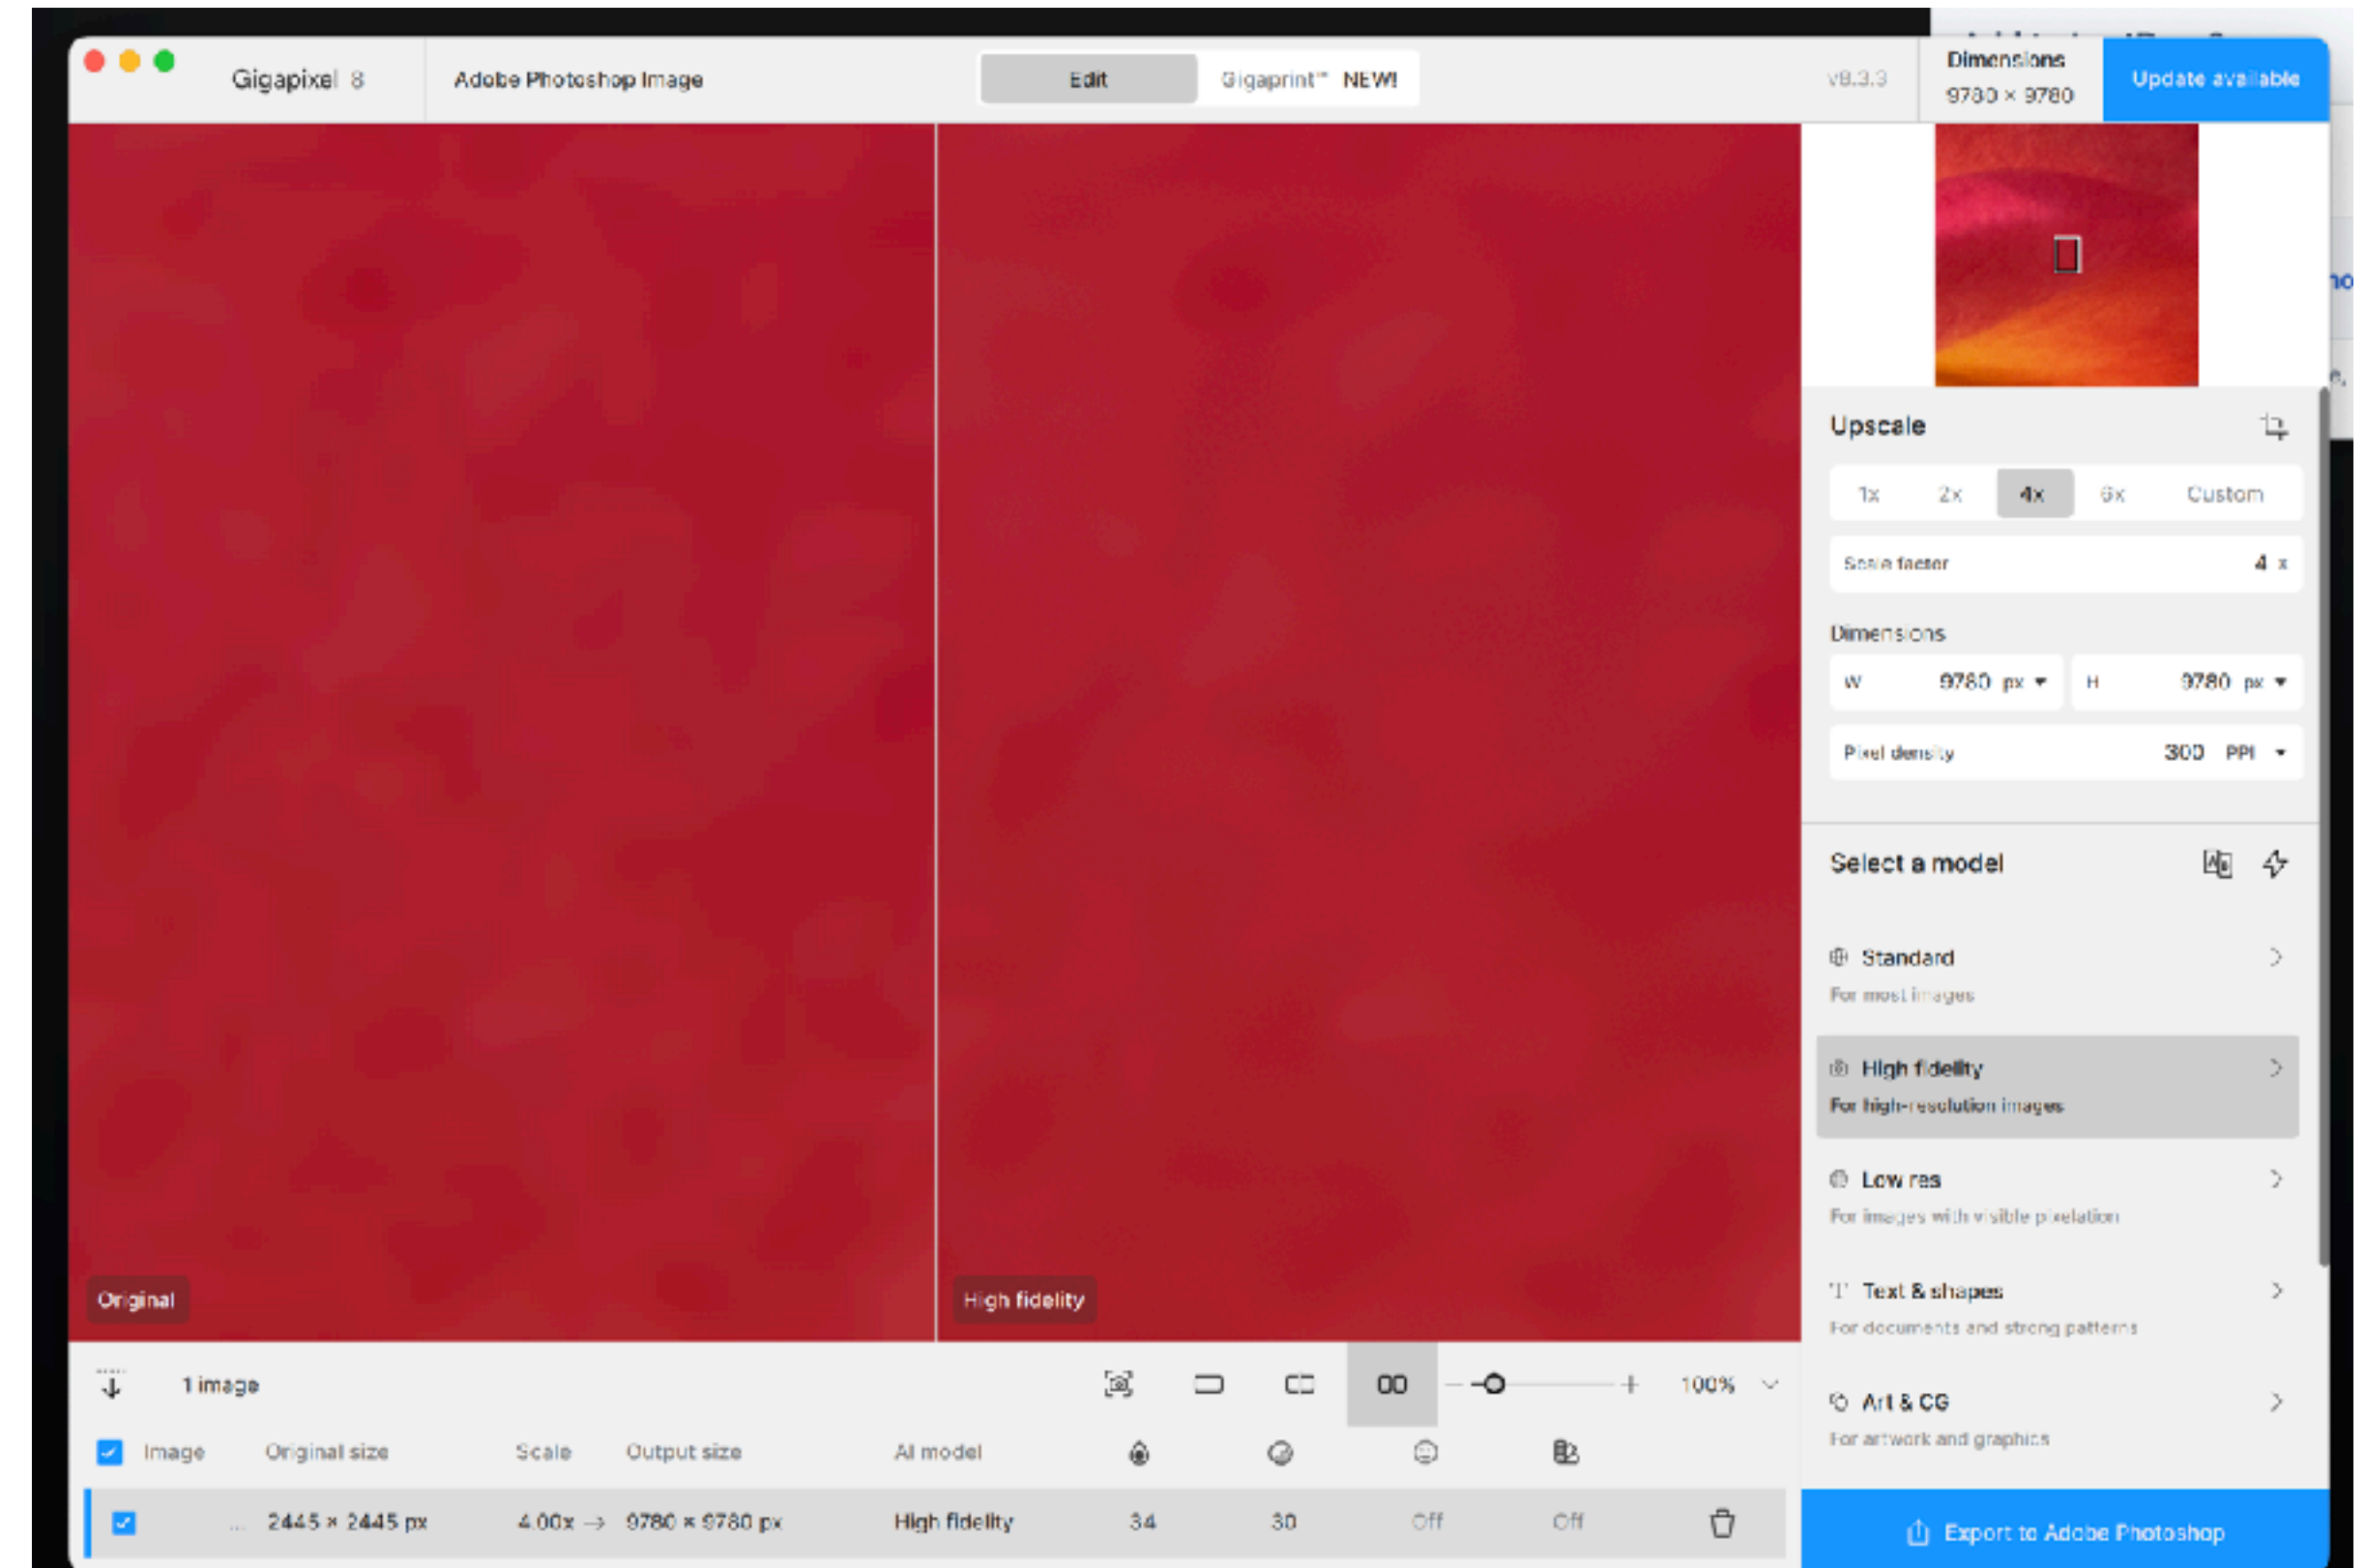 Gigapixel 8
Adobe Photoshop Image
Edit
Gigaprint™ NEW!
v8.3.3
Dimensions
9780 × 9780
Update available
Upscale
1x 2x 4x 6x Custom
Scale factor 4 x
Dimensions
W 9780 px H 9780 px
Pixel density 300 PPI
Select a model
Standard
For most images
High fidelity
For high-resolution images
Low res
For images with visible pixelation
Text & shapes
For documents and strong patterns
Art & CG
For artwork and graphics
Export to Adobe Photoshop
Original
High fidelity
1 image
100%
Image Original size Scale Output size AI model
... 2445 × 2445 px 4.00x → 9780 × 9780 px High fidelity 34 30 Off Off